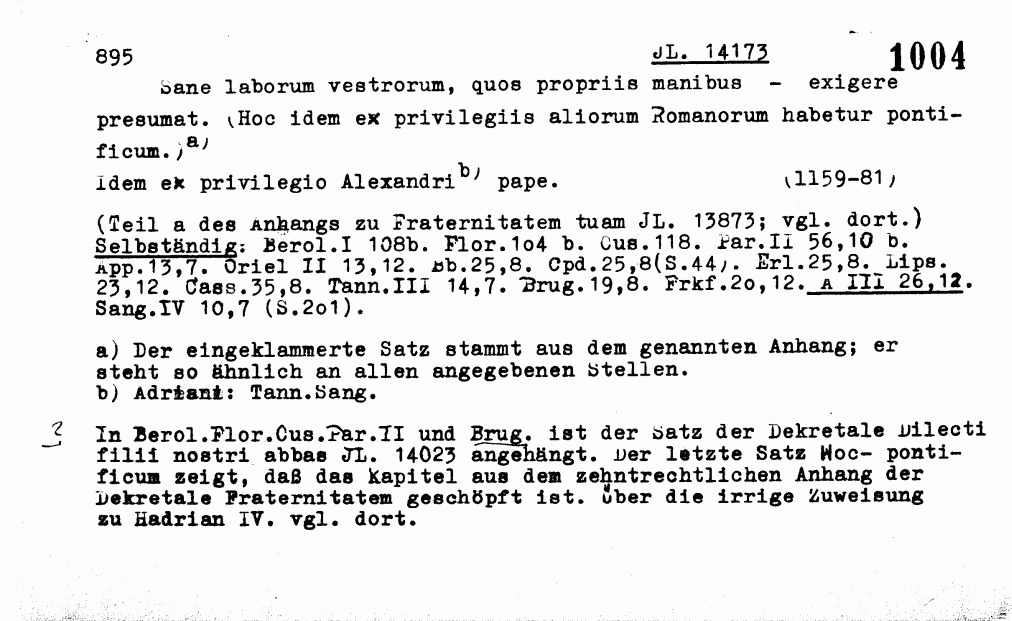 895 JL. 14173 1004
Sane laborum vestrorum, quos propriis manibus - exigere
presumat. (Hoc idem ex privilegiis aliorum Romanorum habetur ponti-
ficum.)a)
Idem ex privilegio Alexandri b) pape. (1159-81)
(Teil a des Anhangs zu Fraternitatem tuam JL. 13873; vgl. dort.)
Selbständig: Berol.I 108b. Flor.1o4 b. Cus.118. Par.II 56,10 b.
App.13,7. Oriel II 13,12. Bb.25,8. Cpd.25,8(S.44). Erl.25,8. Lips.
23,12. Cass.35,8. Tann.III 14,7. Brug.19,8. Frkf.2o,12. A III 26,12.
Sang.IV 10,7 (S.2o1).
a) Der eingeklammerte Satz stammt aus dem genannten Anhang; er
steht so ähnlich an allen angegebenen Stellen.
b) Adriani: Tann.Sang.
? In Berol.Flor.Cus.Par.II und Brug. ist der Satz der Dekretale Dilecti
filii nostri abbas JL. 14023 angehängt. Der letzte Satz Hoc- ponti-
ficum zeigt, daß das Kapitel aus dem zehntrechtlichen Anhang der
Dekretale Fraternitatem geschöpft ist. Über die irrige Zuweisung
zu Hadrian IV. vgl. dort.